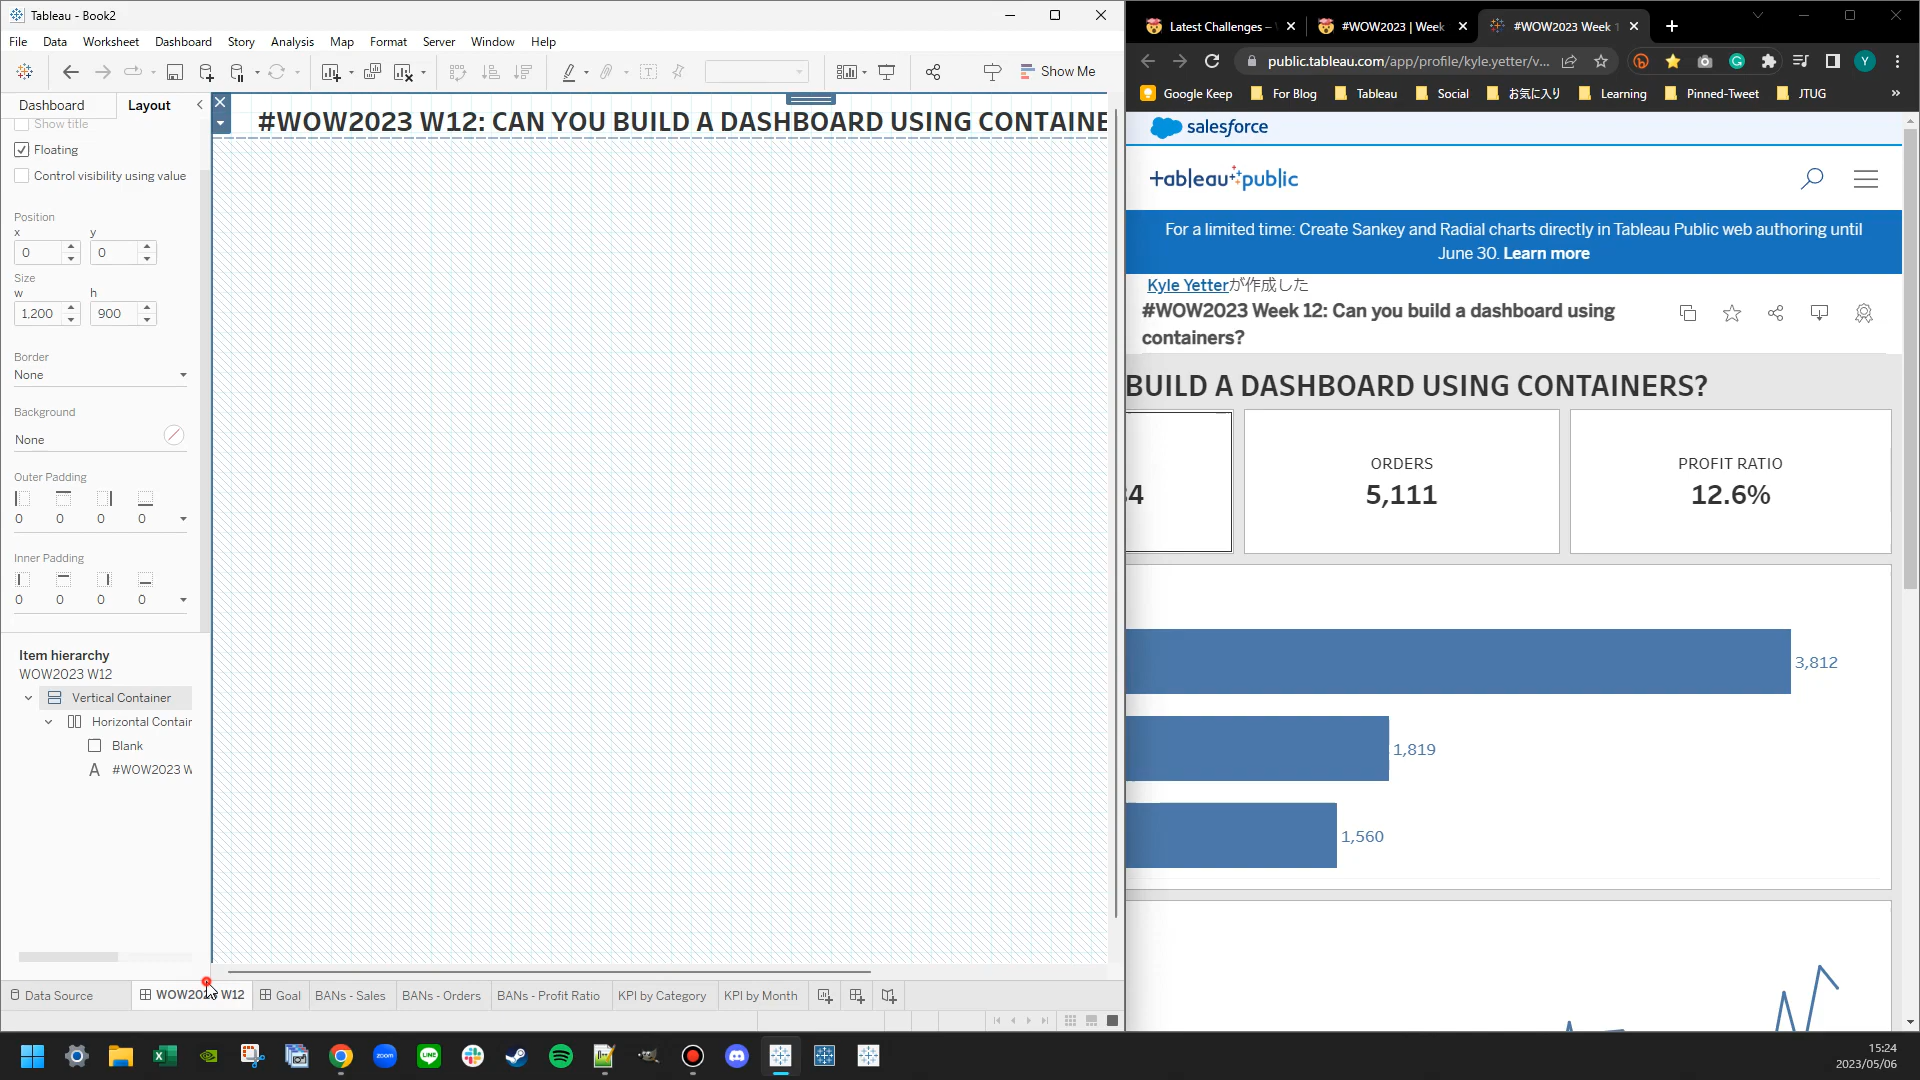 Tableau - Book2
File Data Worksheet Dashboard Story Analysis Map Format Server Window Help
Show Me
Dashboard Layout
Show title
Floating
Control visibility using value
Position
x y
0 0
Size
w h
1,200 900
Border
None
Background
None
Outer Padding
0 0 0 0
Inner Padding
0 0 0 0
Item hierarchy
WOW2023 W12
Vertical Container
Horizontal Contair
Blank
#WOW2023 W
#WOW2023 W12: CAN YOU BUILD A DASHBOARD USING CONTAINE
Data Source WOW2023 W12 Goal BANs - Sales BANs - Orders BANs - Profit Ratio KPI by Category KPI by Month
Latest Challenges – #WOW2023 | Week #WOW2023 Week 1
public.tableau.com/app/profile/kyle.yetter/v...
Google Keep For Blog Tableau Social お気に入り Learning Pinned-Tweet JTUG »
salesforce
tableau public
For a limited time: Create Sankey and Radial charts directly in Tableau Public web authoring until
June 30. Learn more
Kyle Yetterが作成した
#WOW2023 Week 12: Can you build a dashboard using
containers?
BUILD A DASHBOARD USING CONTAINERS?
ORDERS PROFIT RATIO
34 5,111 12.6%
3,812
1,819
1,560
zoom LINE
15:24
2023/05/06